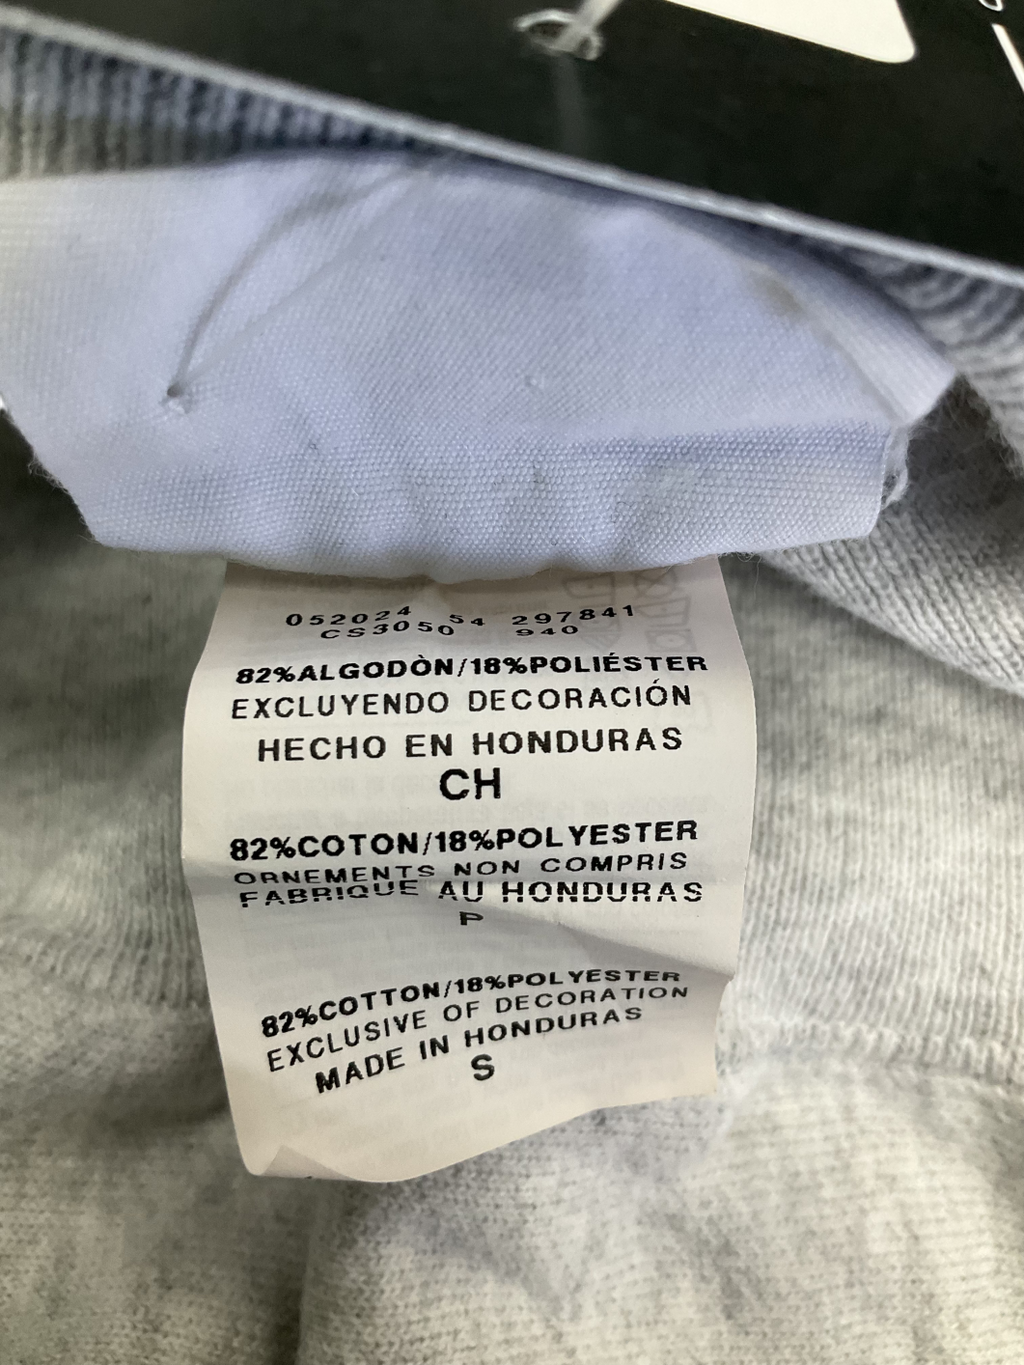 052024 54 297841
CS3050 940
82%ALGODÒN/18%POLIÉSTER
EXCLUYENDO DECORACIÓN
HECHO EN HONDURAS
CH
82%COTON/18%POLYESTER
ORNEMENTS NON COMPRIS
FABRIQUE AU HONDURAS
P
82%COTTON/18%POLYESTER
EXCLUSIVE OF DECORATION
MADE IN HONDURAS
S